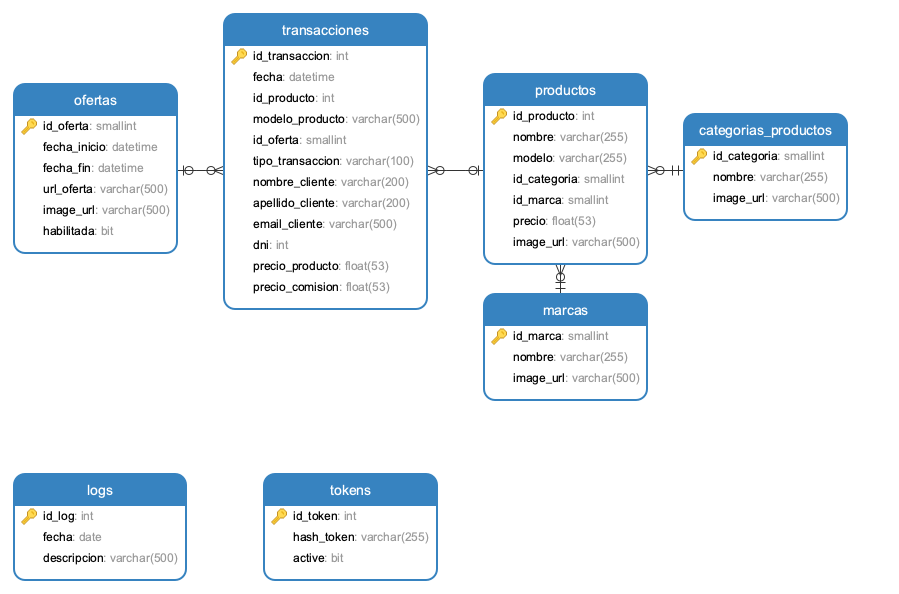 transacciones
id_transaccion: int
fecha: datetime
id_producto: int
modelo_producto: varchar(500)
id_oferta: smallint
tipo_transaccion: varchar(100)
nombre_cliente: varchar(200)
apellido_cliente: varchar(200)
email_cliente: varchar(500)
dni: int
precio_producto: float(53)
precio_comision: float(53)
ofertas
id_oferta: smallint
fecha_inicio: datetime
fecha_fin: datetime
url_oferta: varchar(500)
image_url: varchar(500)
habilitada: bit
productos
id_producto: int
nombre: varchar(255)
modelo: varchar(255)
id_categoria: smallint
id_marca: smallint
precio: float(53)
image_url: varchar(500)
categorias_productos
id_categoria: smallint
nombre: varchar(255)
image_url: varchar(500)
marcas
id_marca: smallint
nombre: varchar(255)
image_url: varchar(500)
logs
id_log: int
fecha: date
descripcion: varchar(500)
tokens
id_token: int
hash_token: varchar(255)
active: bit